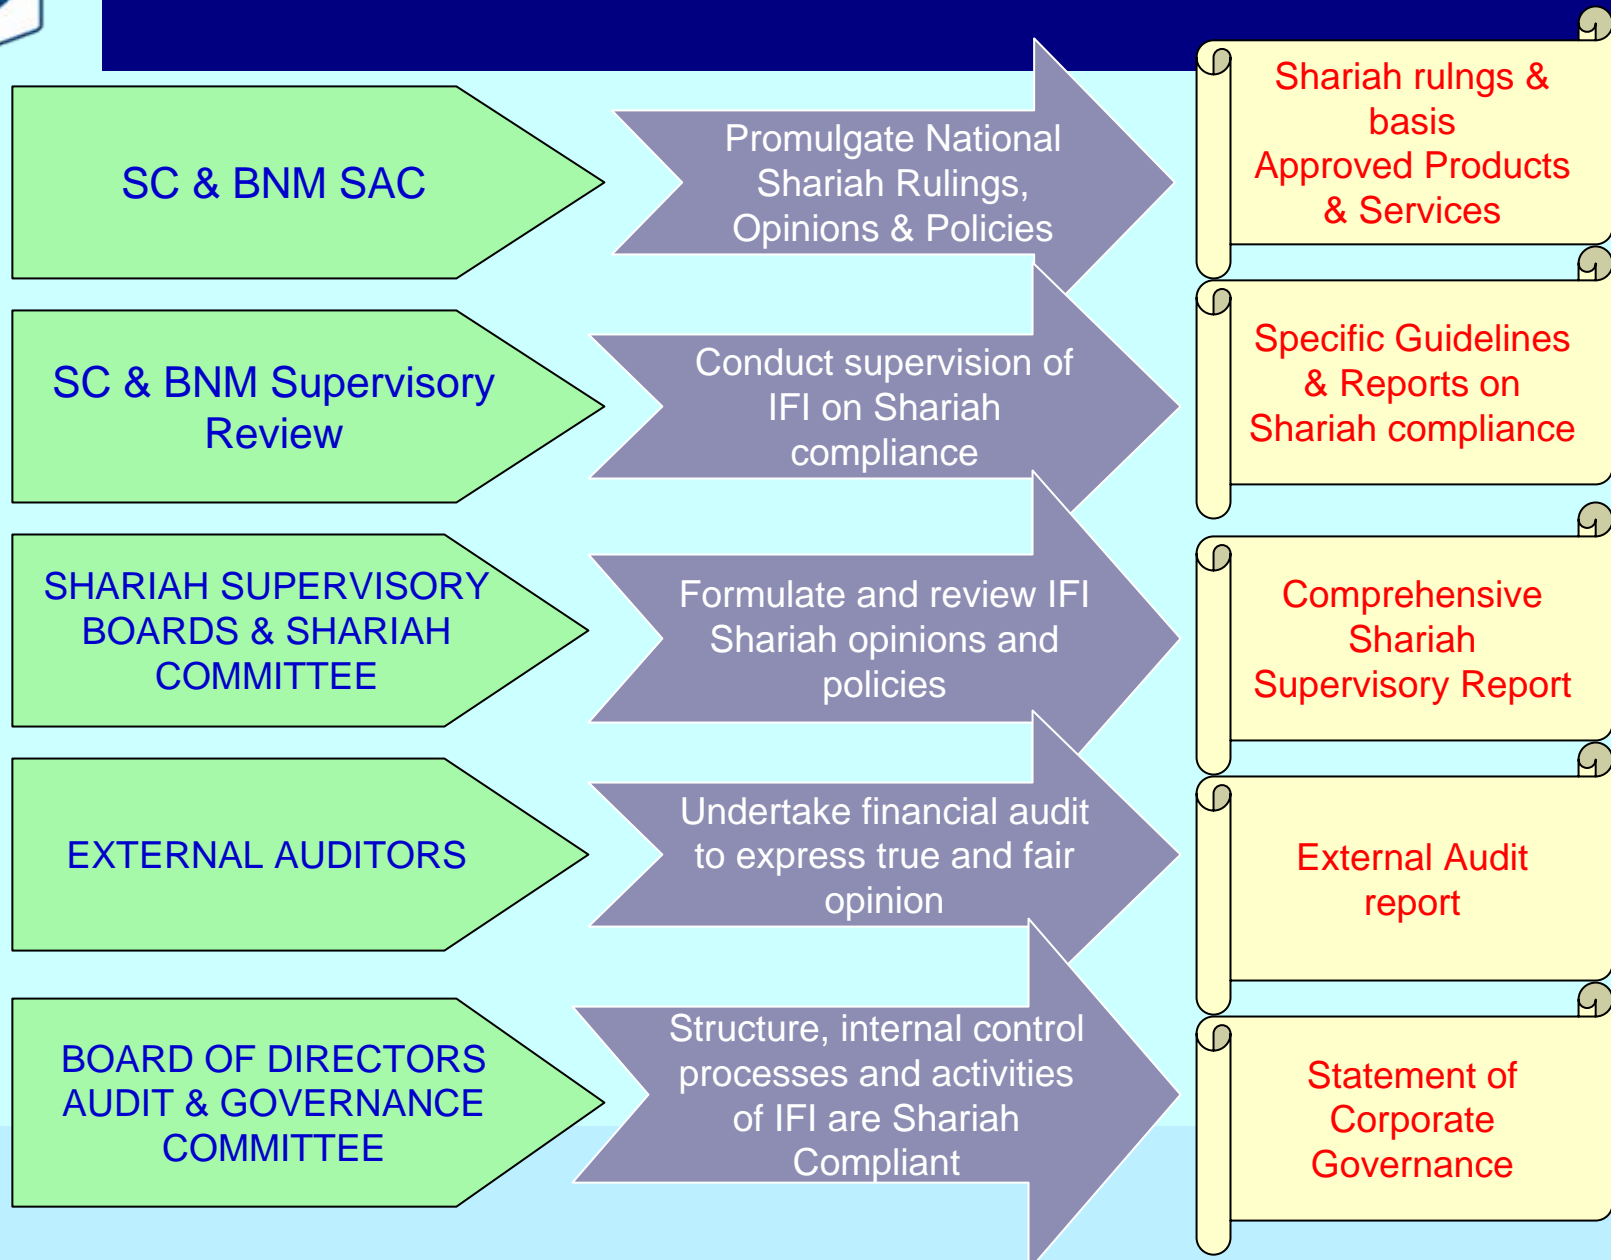 SC & BNM SAC
Promulgate National
Shariah Rulings,
Opinions & Policies
Shariah rulngs &
basis
Approved Products
& Services
SC & BNM Supervisory
Review
Conduct supervision of
IFI on Shariah
compliance
Specific Guidelines
& Reports on
Shariah compliance
SHARIAH SUPERVISORY
BOARDS & SHARIAH
COMMITTEE
Formulate and review IFI
Shariah opinions and
policies
Comprehensive
Shariah
Supervisory Report
EXTERNAL AUDITORS
Undertake financial audit
to express true and fair
opinion
External Audit
report
BOARD OF DIRECTORS
AUDIT & GOVERNANCE
COMMITTEE
Structure, internal control
processes and activities
of IFI are Shariah
Compliant
Statement of
Corporate
Governance